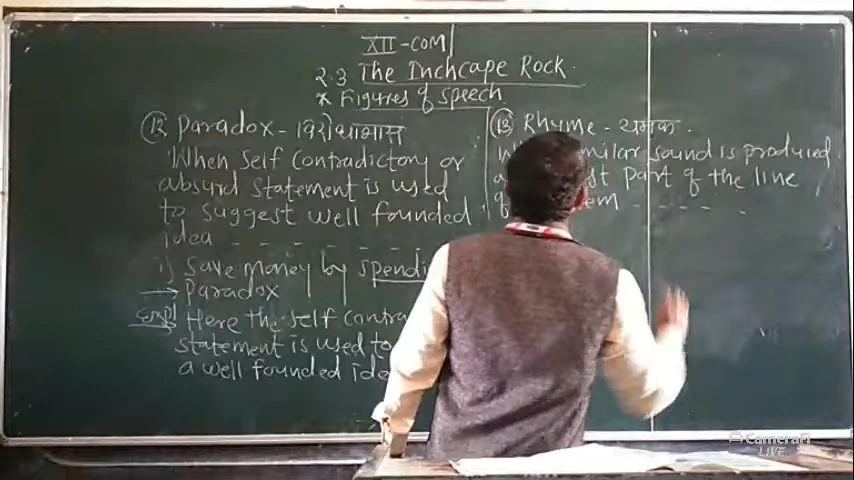 XII-COM
2.3 The Inchcape Rock.
* Figures of speech.
(12) Paradox - विरोधाभास
When self contradictory or
absurd statement is used
to suggest well founded
idea - - - - - - -
i) Save money by spendi
→ Paradox
Expl Here the self contra
statement is used to
a well founded ide
(13) Rhyme - यमक.
milar sound is produced
st part of the line
em - - - - -
CameraFi
LIVE